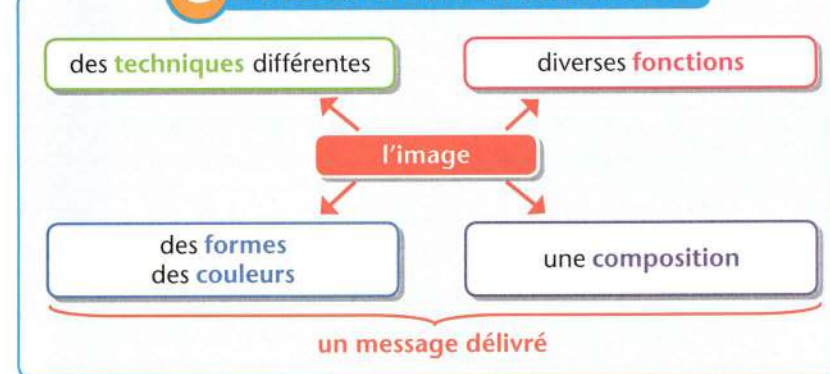 des techniques différentes
diverses fonctions
l'image
des formes
des couleurs
une composition
un message délivré